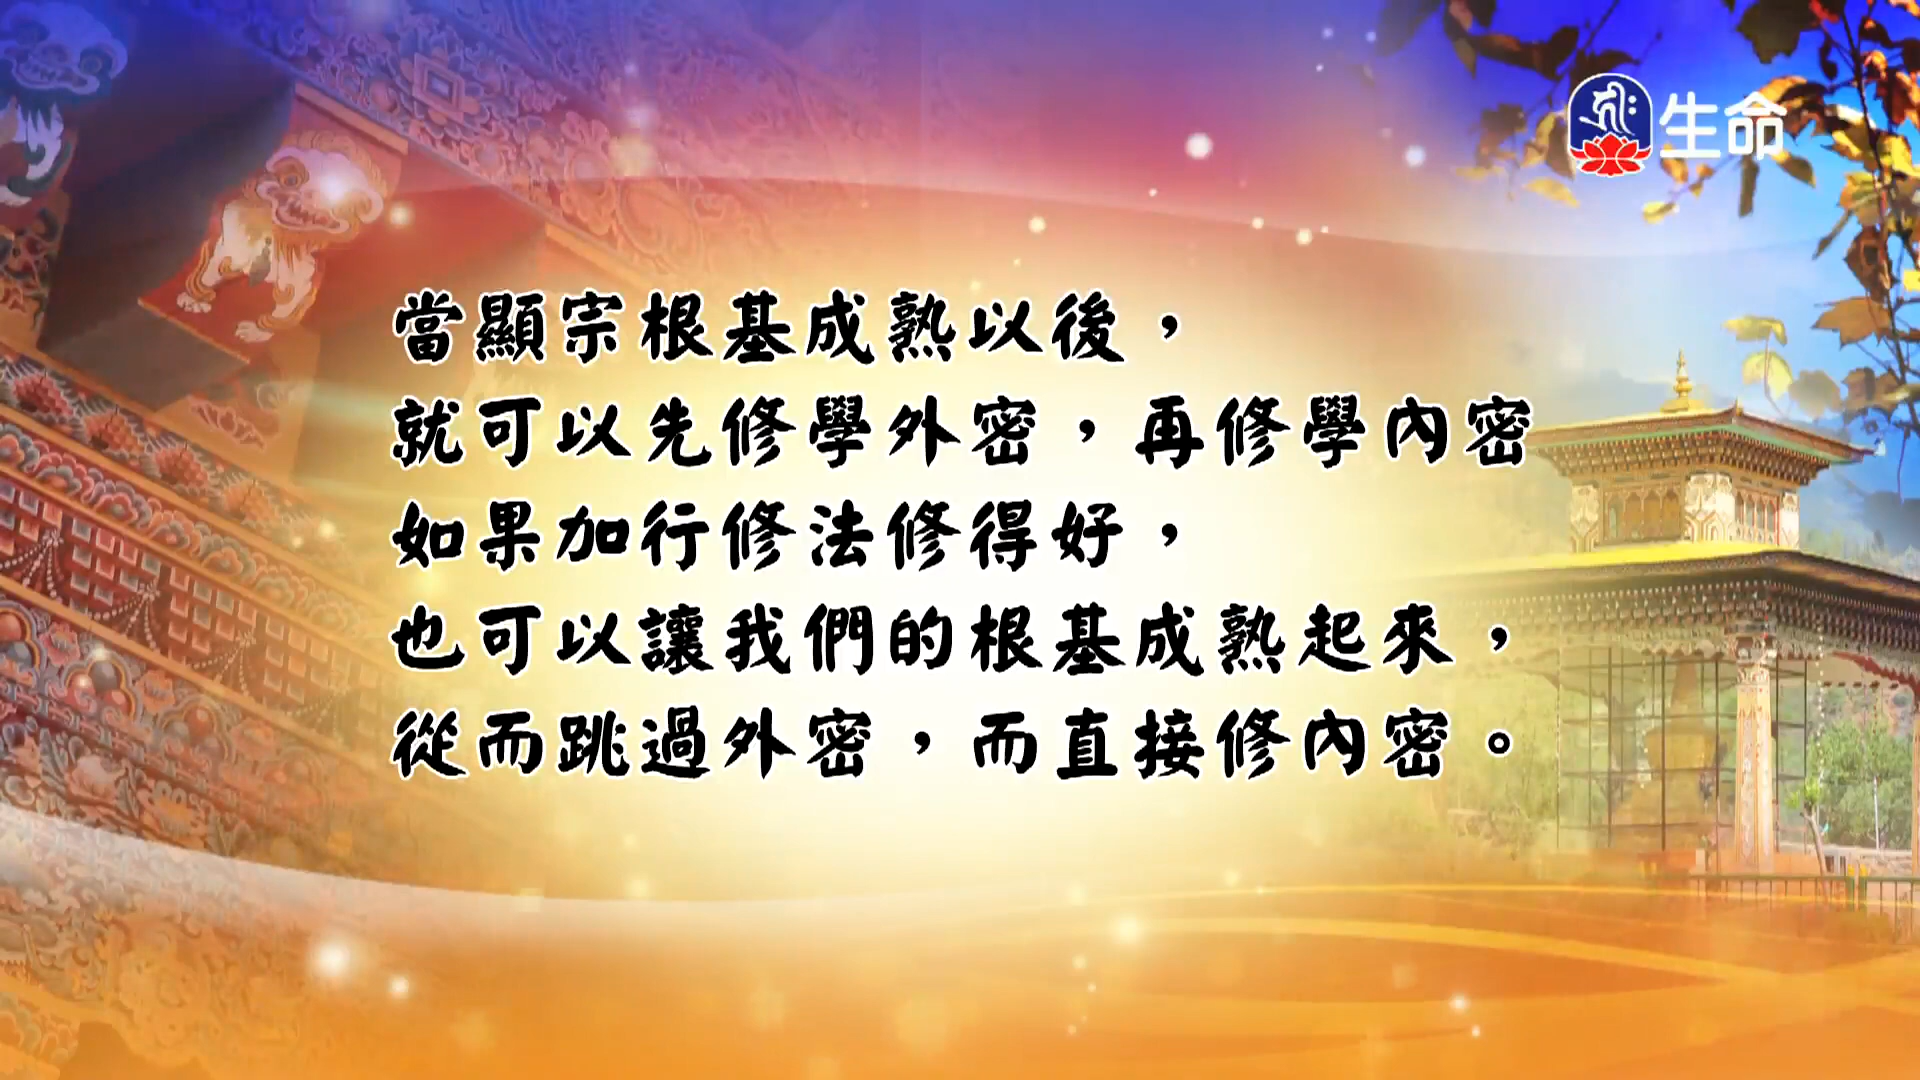 生命
當顯宗根基成熟以後，
就可以先修學外密，再修學內密
如果加行修法修得好，
也可以讓我們的根基成熟起來，
從而跳過外密，而直接修內密。